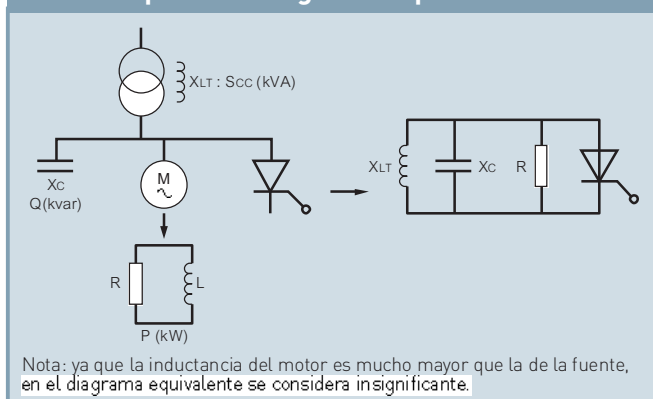 XLT : SCC (kVA)
XC
Q(kvar)
M
R
L
P (kW)
XLT
XC
R
Nota: ya que la inductancia del motor es mucho mayor que la de la fuente,
en el diagrama equivalente se considera insignificante.